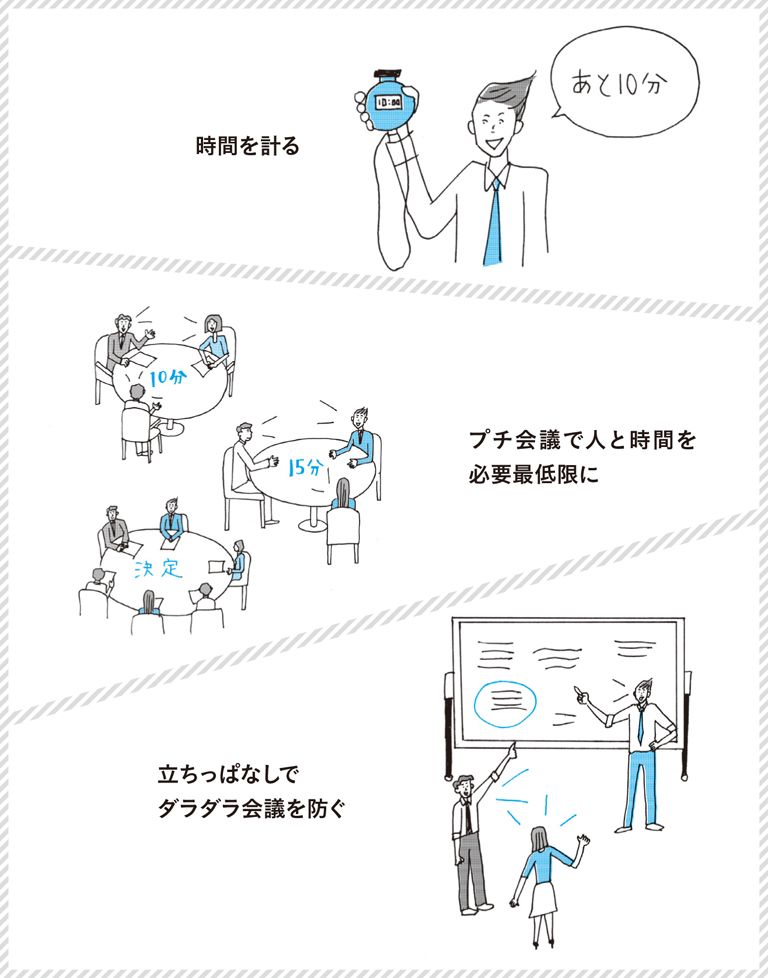 あと10分
10:00
時間を計る
10分
15分
決定
プチ会議で人と時間を
必要最低限に
立ちっぱなしで
ダラダラ会議を防ぐ